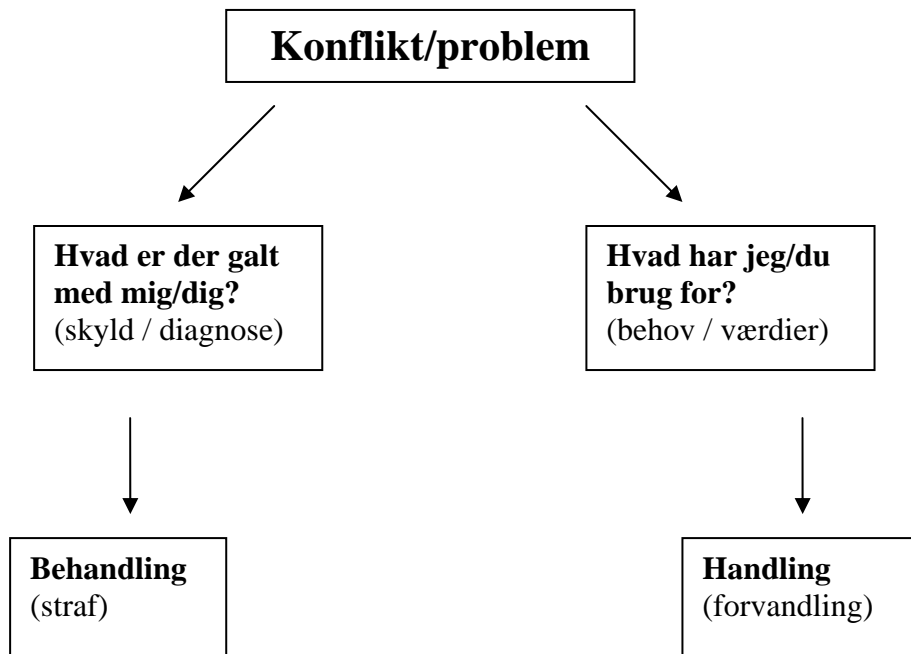 Konflikt/problem
Hvad er der galt
med mig/dig?
(skyld / diagnose)
Hvad har jeg/du
brug for?
(behov / værdier)
Behandling
(straf)
Handling
(forvandling)